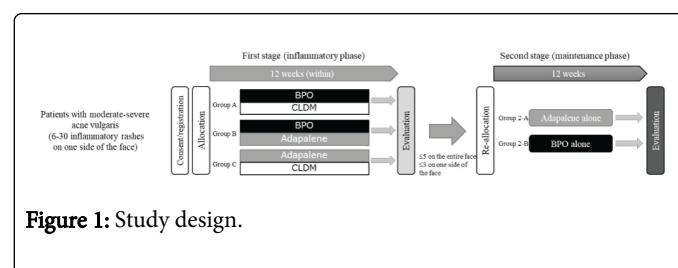 First stage (inflammatory phase)
Second stage (maintenance phase)
12 weeks (within)
12 weeks
Patients with moderate-severe
acne vulgaris
(6-30 inflammatory rashes
on one side of the face)
Consent/registration
Allocation
Group A
BPO
CLDM
Group B
BPO
Adapalene
Group C
Adapalene
CLDM
Evaluation
≤5 on the entire face
≤3 on one side of
the face
Re-allocation
Group 2-A
Adapalene alone
Group 2-B
BPO alone
Evaluation
Figure 1: Study design.